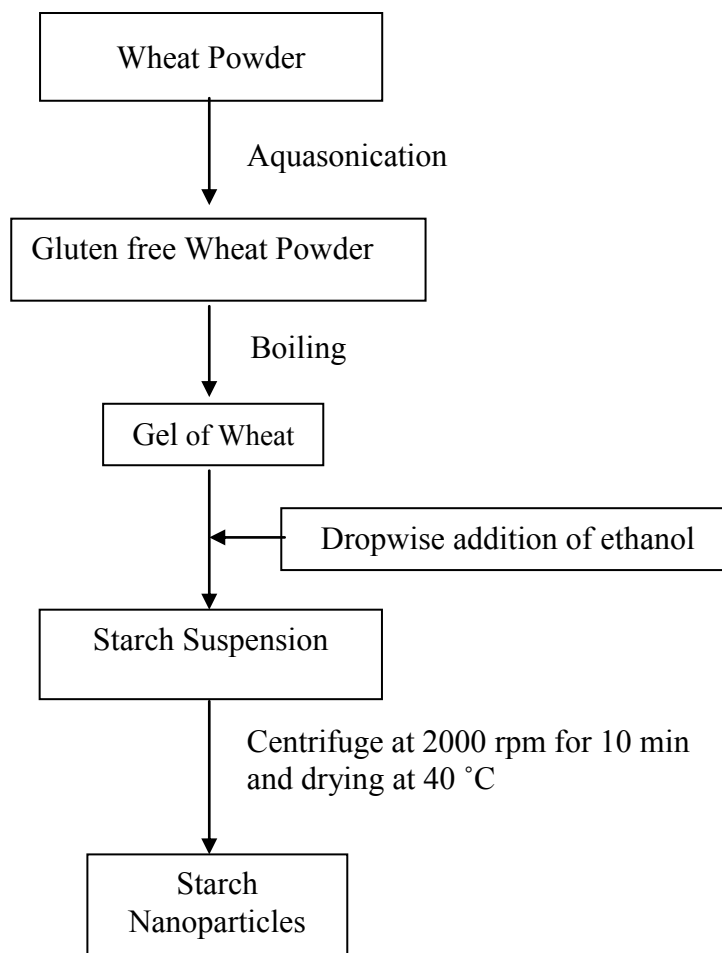 Wheat Powder
Aquasonication
Gluten free Wheat Powder
Boiling
Gel of Wheat
Dropwise addition of ethanol
Starch Suspension
Centrifuge at 2000 rpm for 10 min
and drying at 40 ˚C
Starch
Nanoparticles